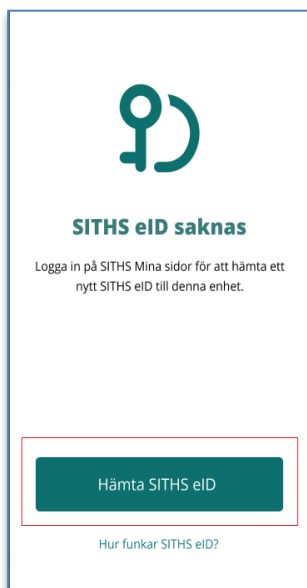 SITHS eID saknas
Logga in på SITHS Mina sidor för att hämta ett
nytt SITHS eID till denna enhet.
Hämta SITHS eID
Hur funkar SITHS eID?